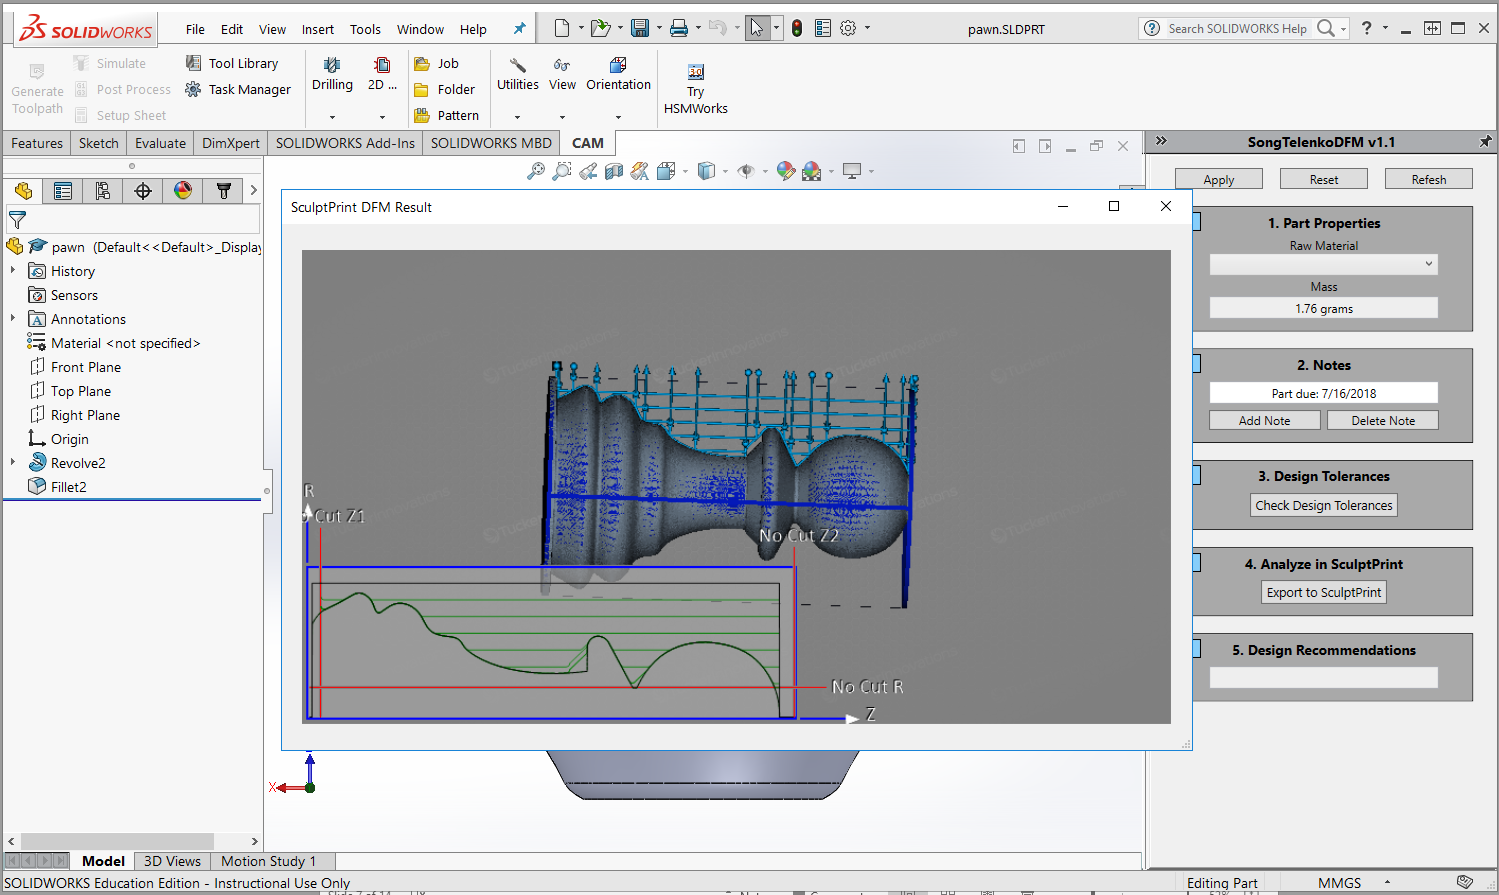 SOLIDWORKS
File Edit View Insert Tools Window Help
pawn.SLDPRT
Search SOLIDWORKS Help
?
Generate Toolpath
Simulate
Post Process
Setup Sheet
Tool Library
Task Manager
Drilling
2D ...
Job
Folder
Pattern
Utilities
View
Orientation
Try
HSMWorks
Features Sketch Evaluate DimXpert SOLIDWORKS Add-Ins SOLIDWORKS MBD CAM
pawn (Default<<Default>_Display
History
Sensors
Annotations
Material <not specified>
Front Plane
Top Plane
Right Plane
Origin
Revolve2
Fillet2
SculptPrint DFM Result
R
Cut Z1
No Cut Z2
No Cut R
Z
X
SongTelenkoDFM v1.1
Apply Reset Refesh
1. Part Properties
Raw Material
Mass
1.76 grams
2. Notes
Part due: 7/16/2018
Add Note Delete Note
3. Design Tolerances
Check Design Tolerances
4. Analyze in SculptPrint
Export to SculptPrint
5. Design Recommendations
Model 3D Views Motion Study 1
SOLIDWORKS Education Edition - Instructional Use Only
Editing Part MMGS